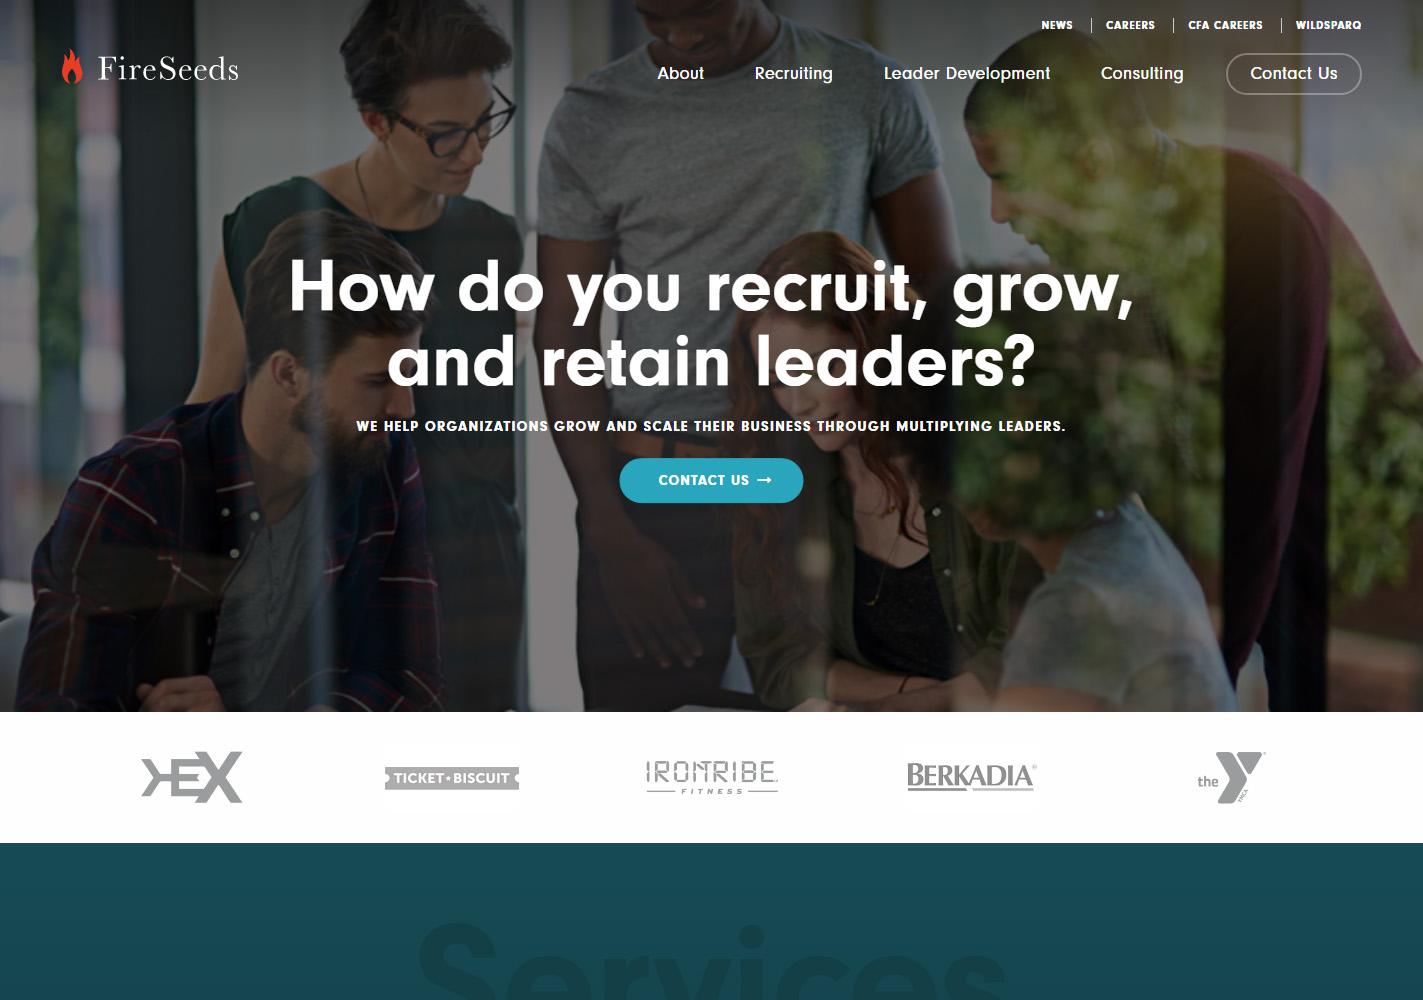 NEWS
CAREERS
CFA CAREERS
WILDSPARQ
FireSeeds
About
Recruiting
Leader Development
Consulting
Contact Us
How do you recruit, grow,
and retain leaders?
WE HELP ORGANIZATIONS GROW AND SCALE THEIR BUSINESS THROUGH MULTIPLYING LEADERS.
CONTACT US →
HEX
TICKET★BISCUIT
IRONTRIBE
FITNESS
BERKADIA®
the Y
YMCA
Services